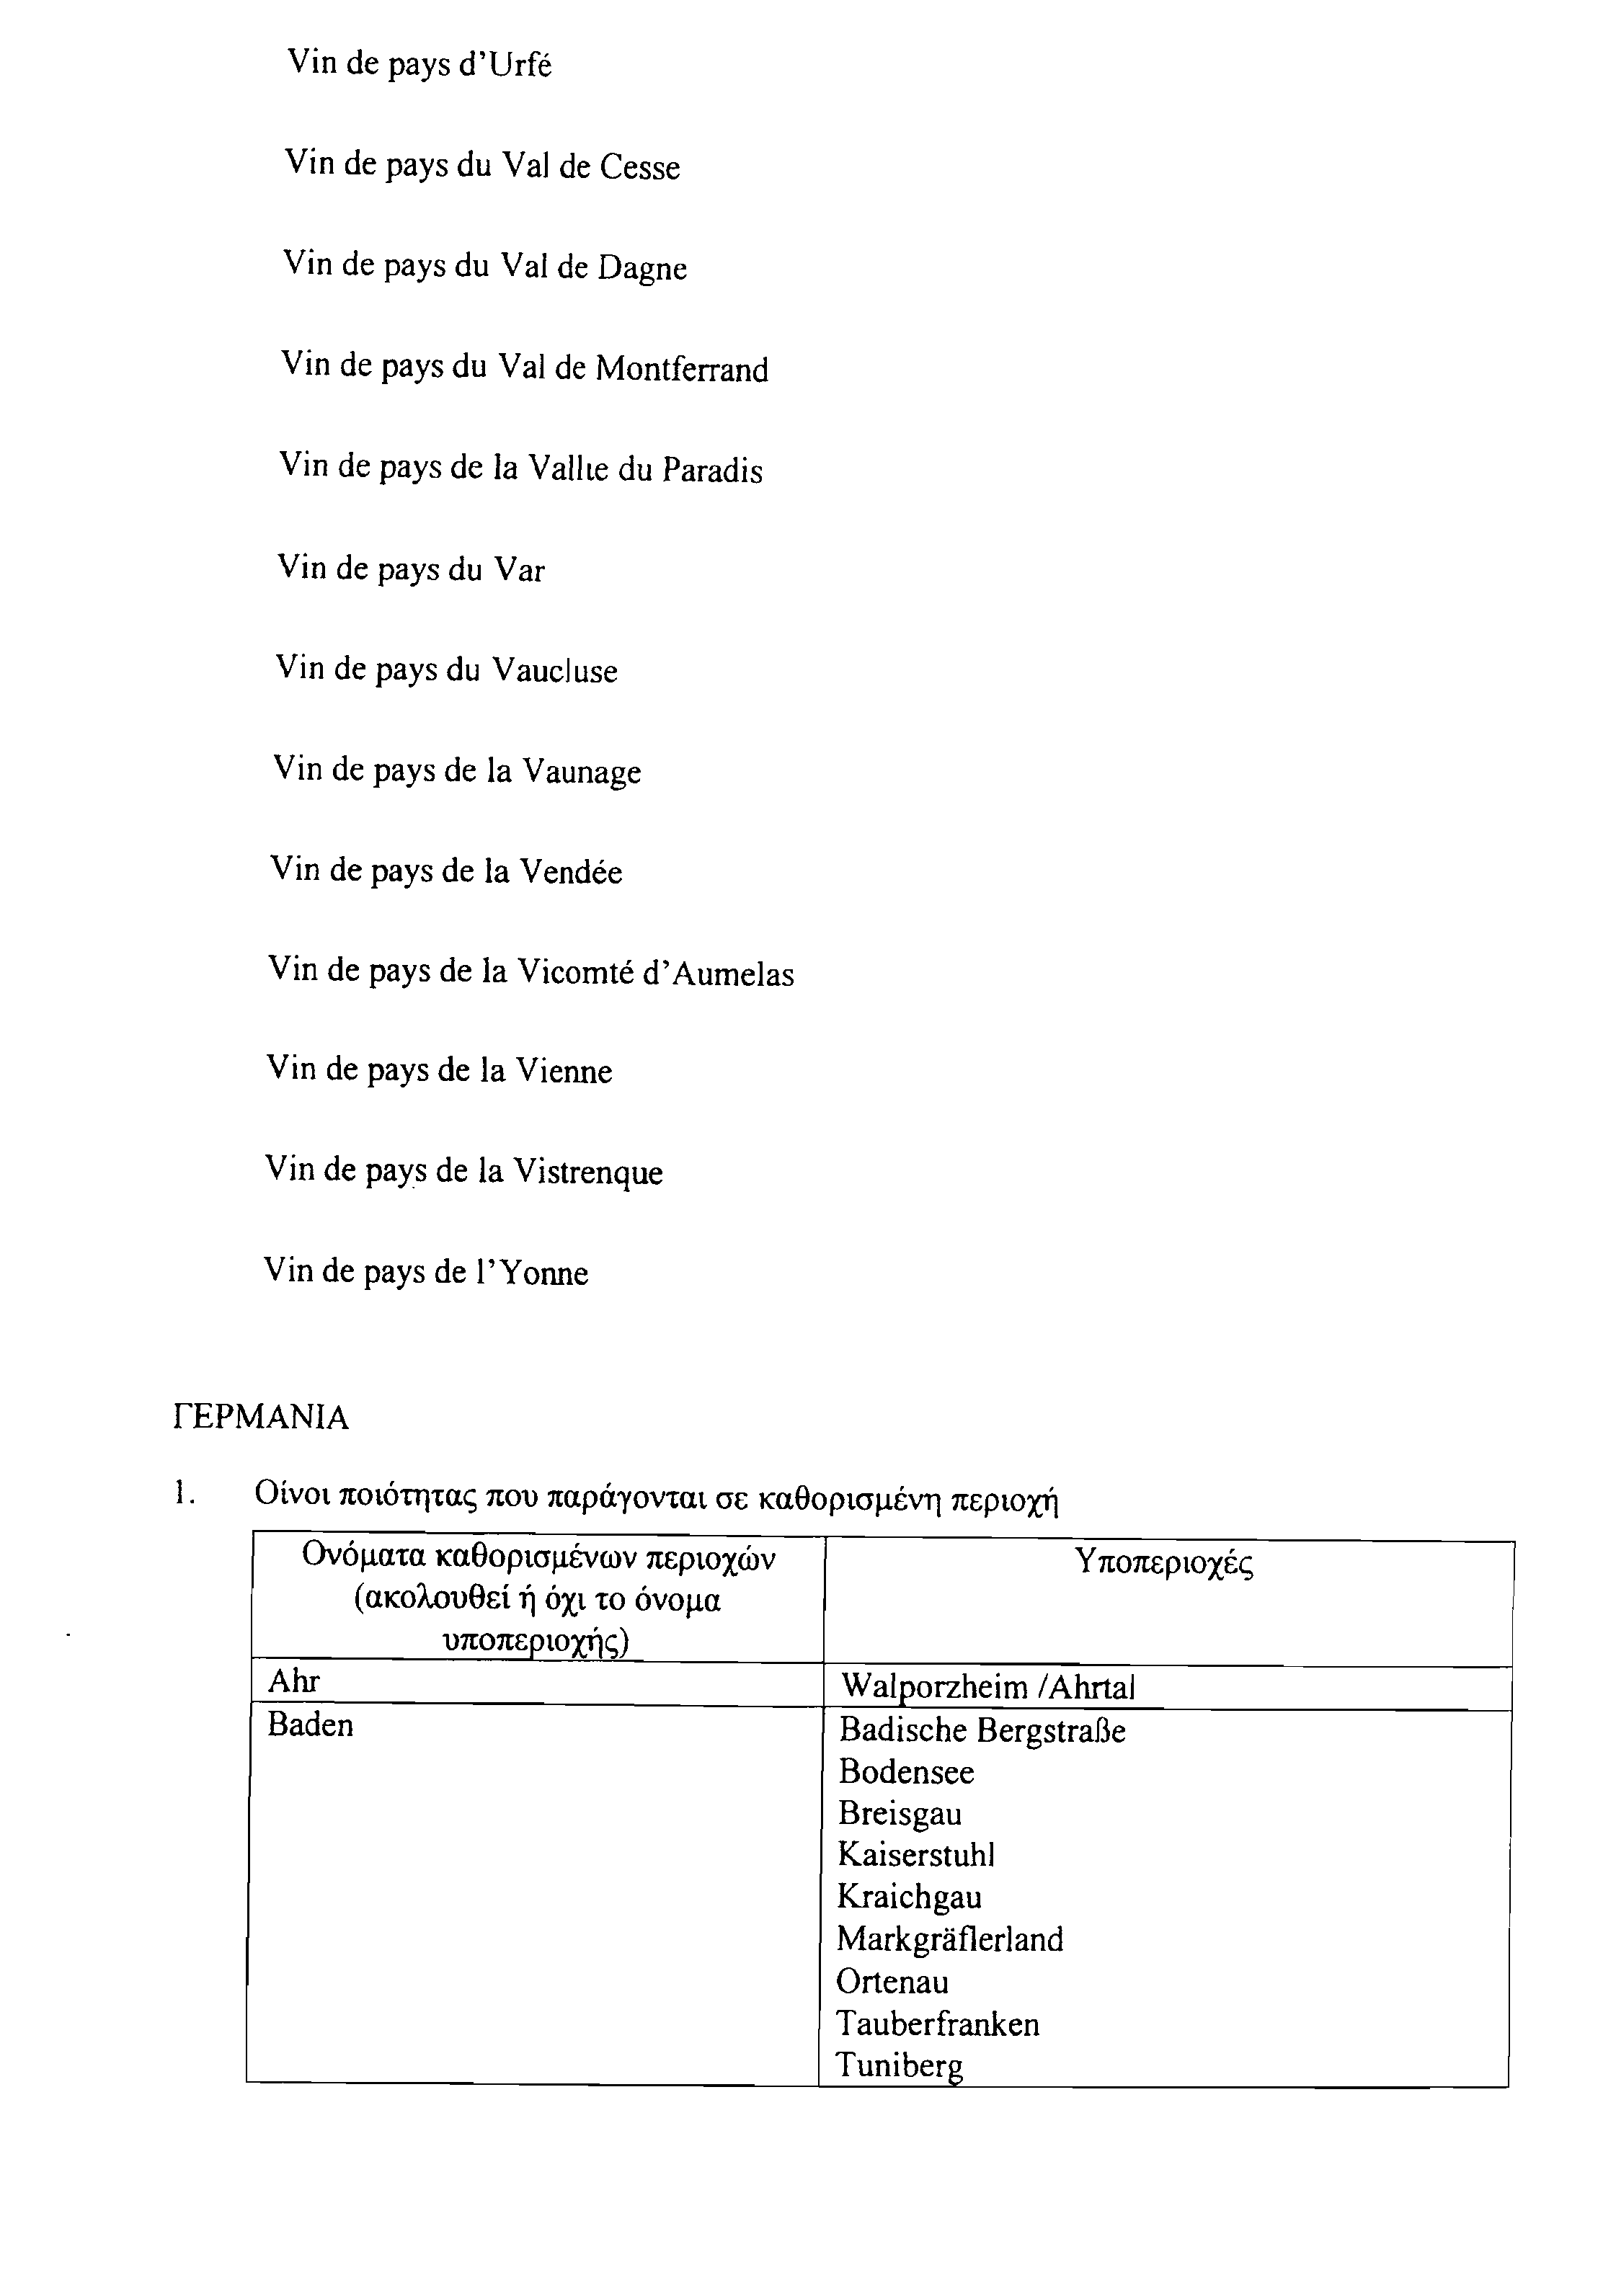 Vin de pays d'Urfé
Vin de pays du Val de Cesse
Vin de pays du Val de Dagne
Vin de pays du Val de Montferrand
Vin de pays de la Vallιe du Paradis
Vin de pays du Var
Vin de pays du Vaucluse
Vin de pays de la Vaunage
Vin de pays de la Vendée
Vin de pays de la Vicomté d'Aumelas
Vin de pays de la Vienne
Vin de pays de la Vistrenque
Vin de pays de l'Yonne
ΓΕΡΜΑΝΙΑ
1. Οίνοι ποιότητας που παράγονται σε καθορισμένη περιοχή
Ονόματα καθορισμένων περιοχών
(ακολουθεί ή όχι το όνομα
υποπεριοχής)
Υποπεριοχές
Ahr
Walporzheim /Ahrtal
Baden
Badische Bergstraße
Bodensee
Breisgau
Kaiserstuhl
Kraichgau
Markgräflerland
Ortenau
Tauberfranken
Tuniberg